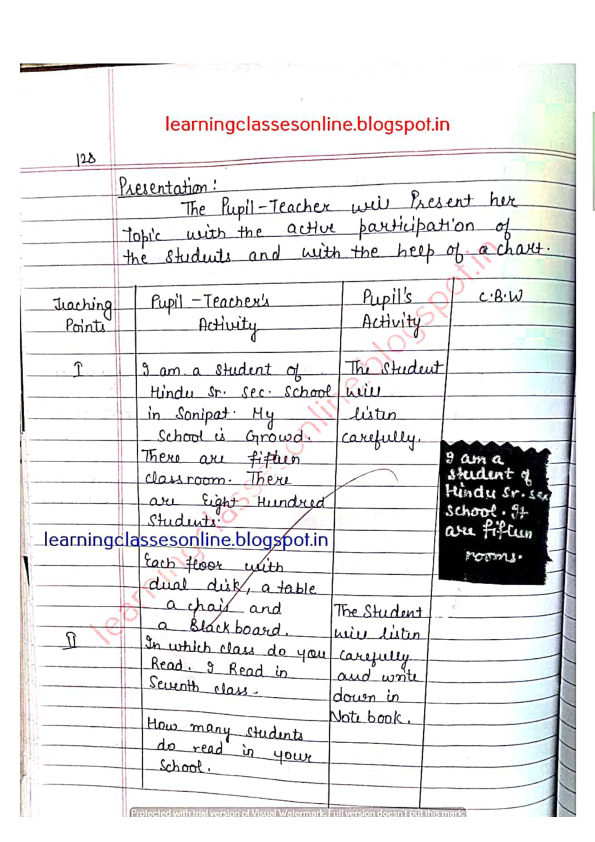 learningclassesonline.blogspot.in
128
Presentation :
The Pupil-Teacher will Present her
Topic with the active participation of
the students and with the help of a chart.
Teaching
Points
Pupil - Teacher's
Activity
Pupil's
Activity
C.B.W
I
I am a student of
Hindu Sr. Sec. School
in Sonipat. My
School is Growd.
There are fifteen
classroom. There
are Eight Hundred
Students.
learningclassesonline.blogspot.in
Each floor with
dual disk, a table
a chair and
a Blackboard.
The Student
will
listen
carefully.
I am a
student of
Hindu Sr. sec
school. It
are fifteen
rooms.
II
In which class do you
Read. I Read in
Seventh class.
How many students
do read in your
School.
The Student
will listen
carefully
and write
down in
Note book.
learningclassesonline.blogspot.in
Protected with trial version of Visual Watermark. Full version doesn't put this mark.